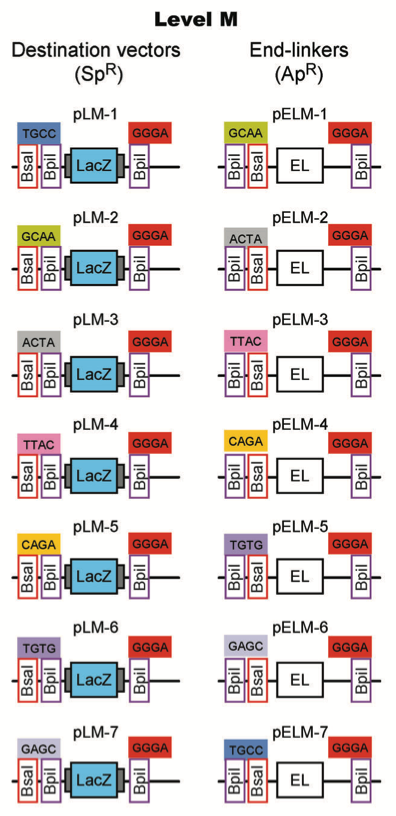 Level M
Destination vectors
(SpR)
End-linkers
(ApR)
pLM-1
TGCC
GGGA
BsaI
BpiI
LacZ
BpiI
pELM-1
GCAA
GGGA
BpiI
BsaI
EL
BpiI
pLM-2
GCAA
GGGA
BsaI
BpiI
LacZ
BpiI
pELM-2
ACTA
GGGA
BpiI
BsaI
EL
BpiI
pLM-3
ACTA
GGGA
BsaI
BpiI
LacZ
BpiI
pELM-3
TTAC
GGGA
BpiI
BsaI
EL
BpiI
pLM-4
TTAC
GGGA
BsaI
BpiI
LacZ
BpiI
pELM-4
CAGA
GGGA
BpiI
BsaI
EL
BpiI
pLM-5
CAGA
GGGA
BsaI
BpiI
LacZ
BpiI
pELM-5
TGTG
GGGA
BpiI
BsaI
EL
BpiI
pLM-6
TGTG
GGGA
BsaI
BpiI
LacZ
BpiI
pELM-6
GAGC
GGGA
BpiI
BsaI
EL
BpiI
pLM-7
GAGC
GGGA
BsaI
BpiI
LacZ
BpiI
pELM-7
TGCC
GGGA
BpiI
BsaI
EL
BpiI